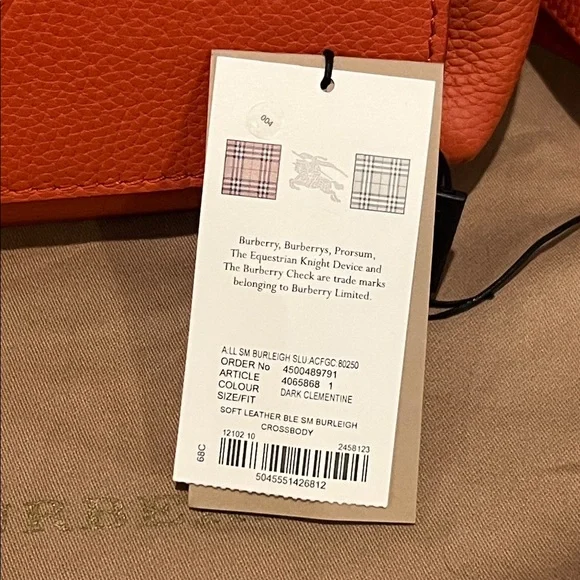 004
Burberry, Burberrys, Prorsum,
The Equestrian Knight Device and
The Burberry Check are trade marks
belonging to Burberry Limited.
A:LL SM BURLEIGH SLU:ACFGC:80250
ORDER No 4500489791
ARTICLE 4065868 1
COLOUR DARK CLEMENTINE
SIZE/FIT
SOFT LEATHER BLE SM BURLEIGH
CROSSBODY
12102 10 2458123
68C
5045551426812
URBE